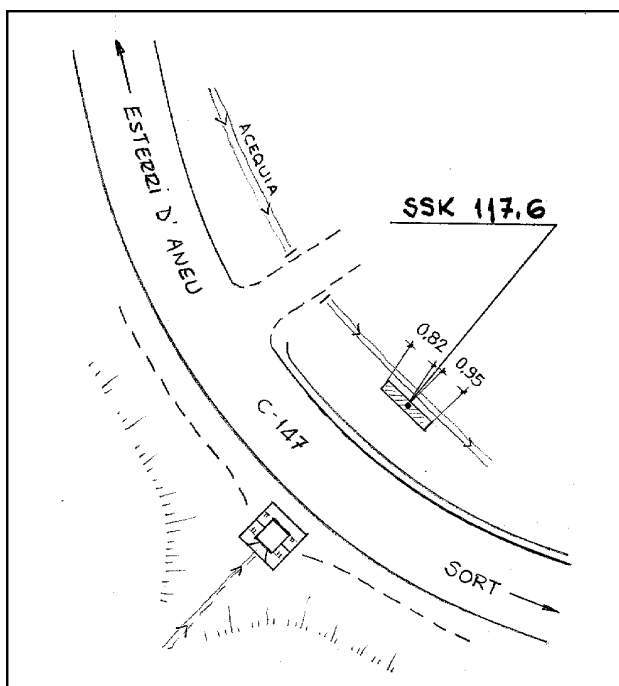 ESTERRI D' ANEU
ACEQUIA
SSK 117.6
0,82
0,95
C-147
SORT